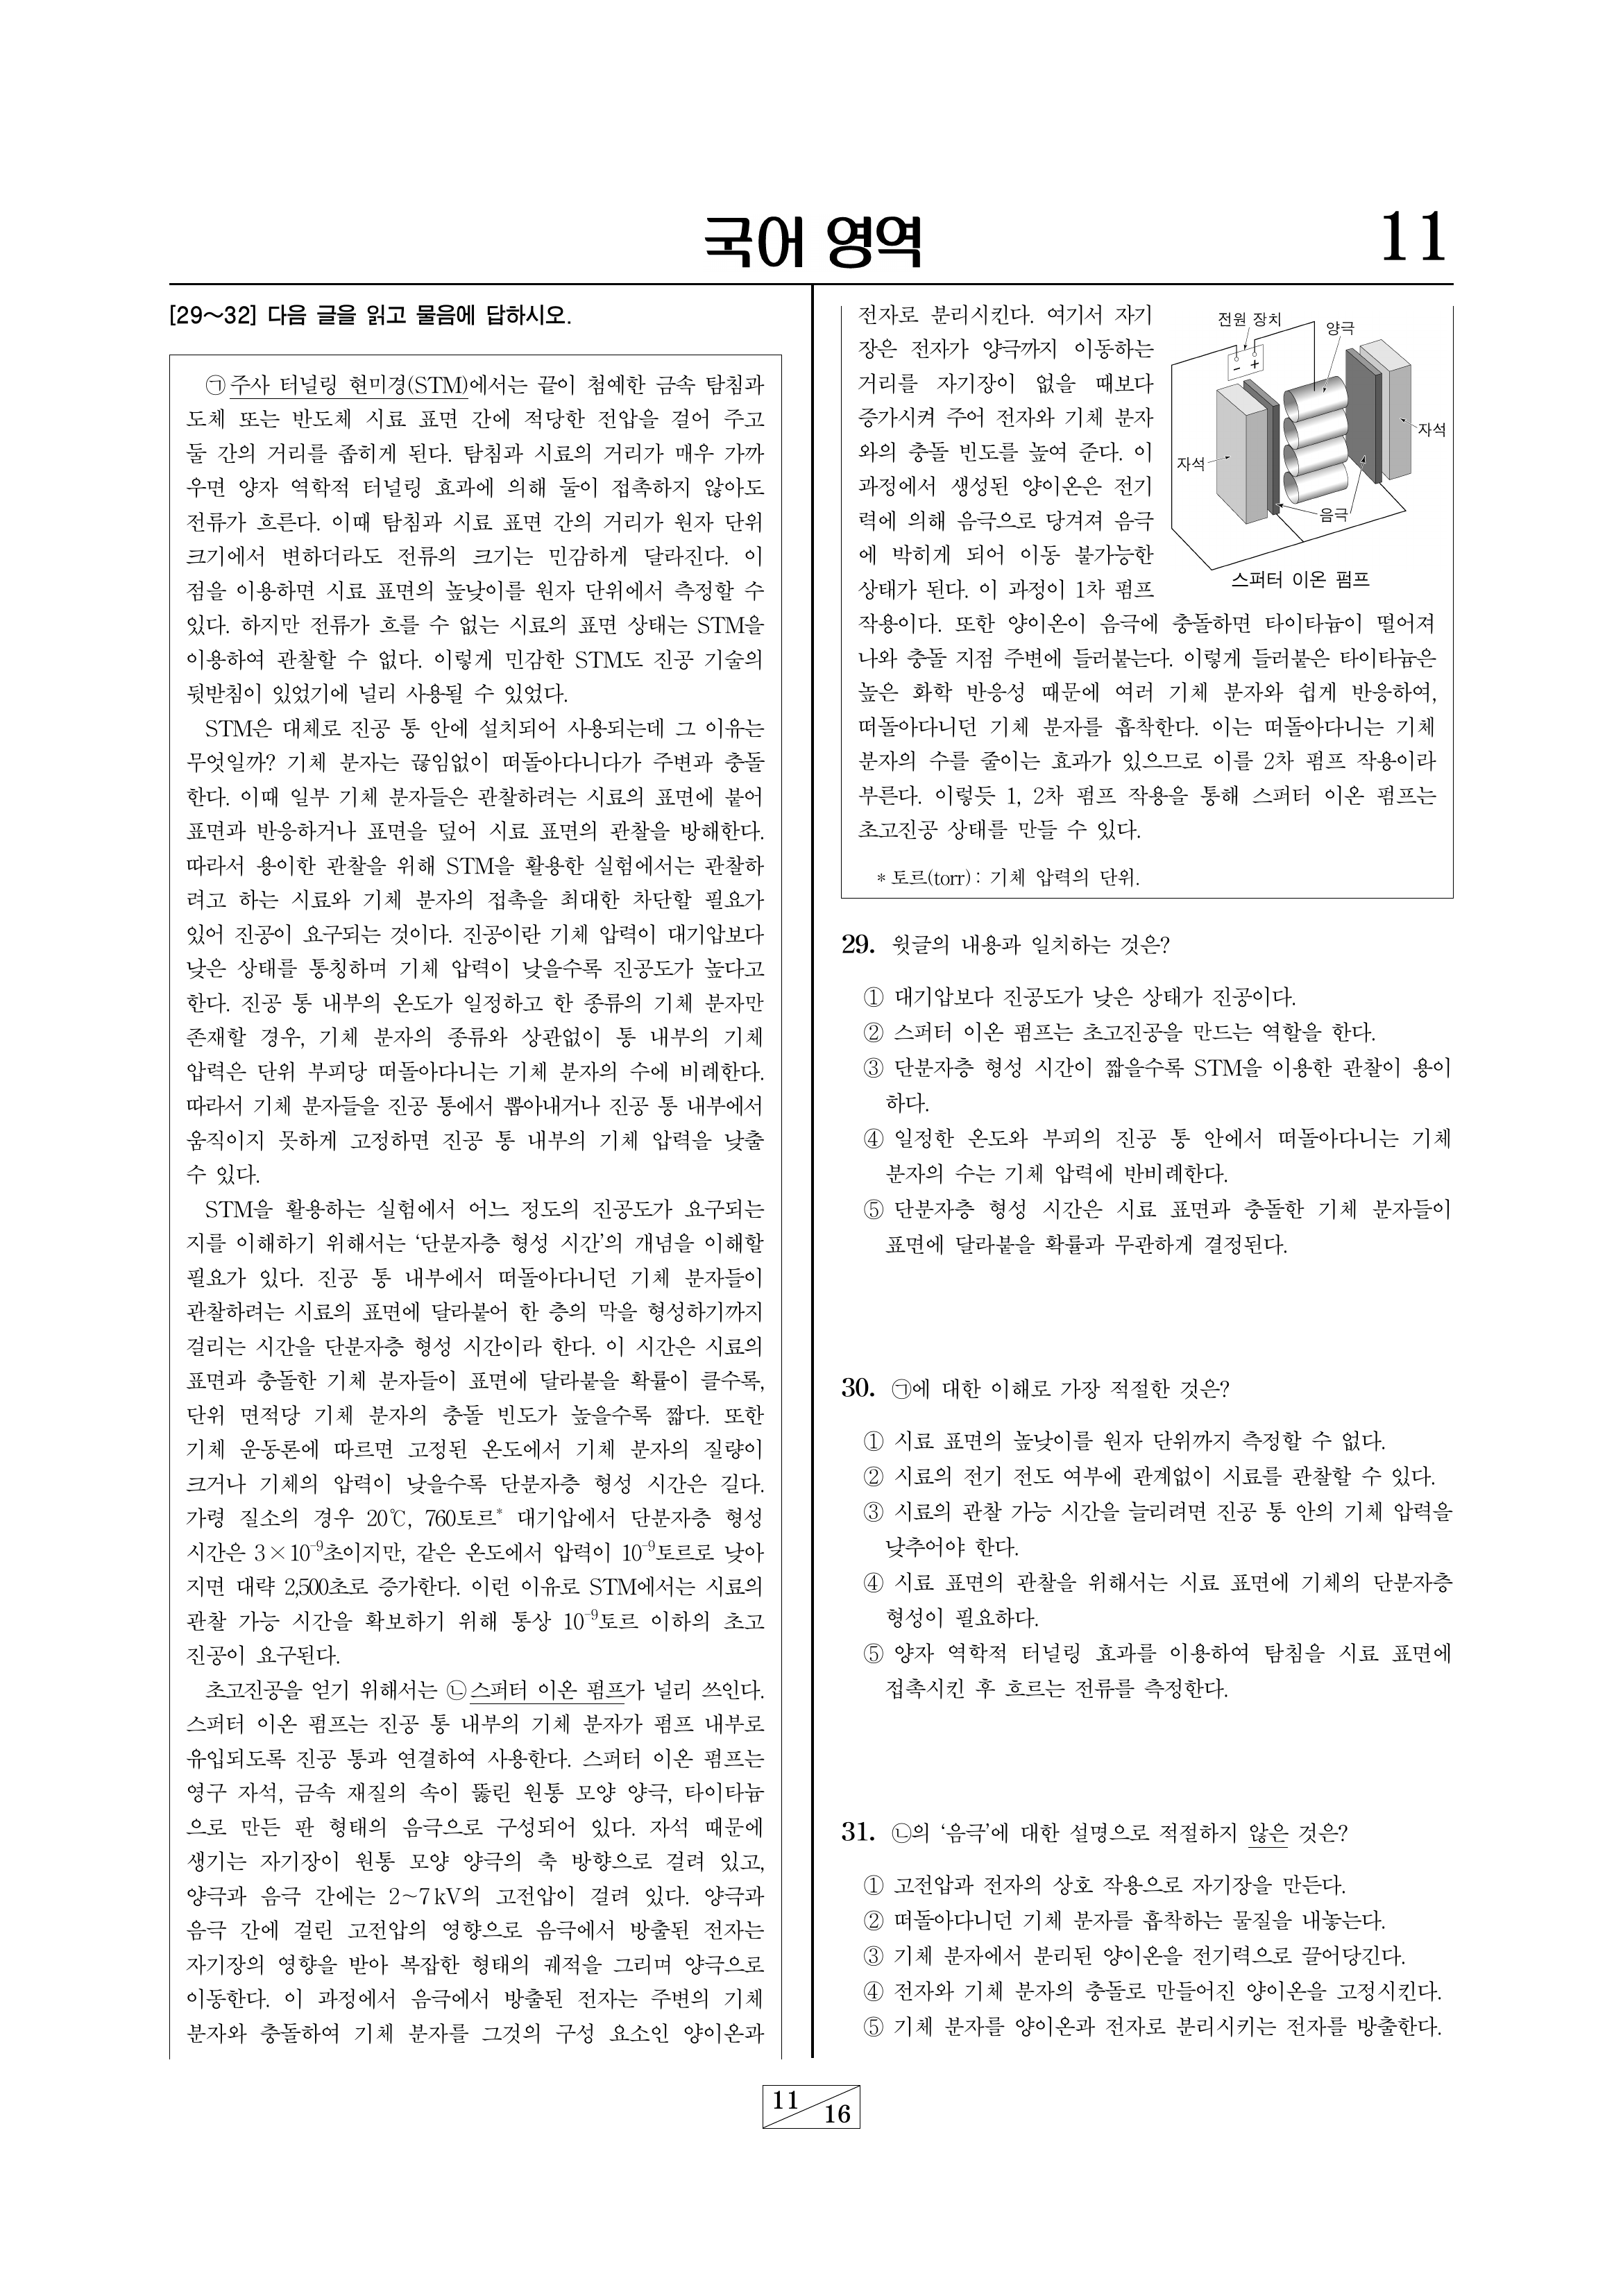 국어 영역
11
[29～32] 다음 글을 읽고 물음에 답하시오.
㉠주사 터널링 현미경(STM)에서는 끝이 첨예한 금속 탐침과
도체 또는 반도체 시료 표면 간에 적당한 전압을 걸어 주고
둘 간의 거리를 좁히게 된다. 탐침과 시료의 거리가 매우 가까
우면 양자 역학적 터널링 효과에 의해 둘이 접촉하지 않아도
전류가 흐른다. 이때 탐침과 시료 표면 간의 거리가 원자 단위
크기에서 변하더라도 전류의 크기는 민감하게 달라진다. 이
점을 이용하면 시료 표면의 높낮이를 원자 단위에서 측정할 수
있다. 하지만 전류가 흐를 수 없는 시료의 표면 상태는 STM을
이용하여 관찰할 수 없다. 이렇게 민감한 STM도 진공 기술의
뒷받침이 있었기에 널리 사용될 수 있었다.
STM은 대체로 진공 통 안에 설치되어 사용되는데 그 이유는
무엇일까? 기체 분자는 끊임없이 떠돌아다니다가 주변과 충돌
한다. 이때 일부 기체 분자들은 관찰하려는 시료의 표면에 붙어
표면과 반응하거나 표면을 덮어 시료 표면의 관찰을 방해한다.
따라서 용이한 관찰을 위해 STM을 활용한 실험에서는 관찰하
려고 하는 시료와 기체 분자의 접촉을 최대한 차단할 필요가
있어 진공이 요구되는 것이다. 진공이란 기체 압력이 대기압보다
낮은 상태를 통칭하며 기체 압력이 낮을수록 진공도가 높다고
한다. 진공 통 내부의 온도가 일정하고 한 종류의 기체 분자만
존재할 경우, 기체 분자의 종류와 상관없이 통 내부의 기체
압력은 단위 부피당 떠돌아다니는 기체 분자의 수에 비례한다.
따라서 기체 분자들을 진공 통에서 뽑아내거나 진공 통 내부에서
움직이지 못하게 고정하면 진공 통 내부의 기체 압력을 낮출
수 있다.
STM을 활용하는 실험에서 어느 정도의 진공도가 요구되는
지를 이해하기 위해서는 ‘단분자층 형성 시간’의 개념을 이해할
필요가 있다. 진공 통 내부에서 떠돌아다니던 기체 분자들이
관찰하려는 시료의 표면에 달라붙어 한 층의 막을 형성하기까지
걸리는 시간을 단분자층 형성 시간이라 한다. 이 시간은 시료의
표면과 충돌한 기체 분자들이 표면에 달라붙을 확률이 클수록,
단위 면적당 기체 분자의 충돌 빈도가 높을수록 짧다. 또한
기체 운동론에 따르면 고정된 온도에서 기체 분자의 질량이
크거나 기체의 압력이 낮을수록 단분자층 형성 시간은 길다.
가령 질소의 경우 20℃, 760토르* 대기압에서 단분자층 형성
시간은 3×10⁻⁹초이지만, 같은 온도에서 압력이 10⁻⁹토르로 낮아
지면 대략 2,500초로 증가한다. 이런 이유로 STM에서는 시료의
관찰 가능 시간을 확보하기 위해 통상 10⁻⁹토르 이하의 초고
진공이 요구된다.
초고진공을 얻기 위해서는 ㉡스퍼터 이온 펌프가 널리 쓰인다.
스퍼터 이온 펌프는 진공 통 내부의 기체 분자가 펌프 내부로
유입되도록 진공 통과 연결하여 사용한다. 스퍼터 이온 펌프는
영구 자석, 금속 재질의 속이 뚫린 원통 모양 양극, 타이타늄
으로 만든 판 형태의 음극으로 구성되어 있다. 자석 때문에
생기는 자기장이 원통 모양 양극의 축 방향으로 걸려 있고,
양극과 음극 간에는 2~7kV의 고전압이 걸려 있다. 양극과
음극 간에 걸린 고전압의 영향으로 음극에서 방출된 전자는
자기장의 영향을 받아 복잡한 형태의 궤적을 그리며 양극으로
이동한다. 이 과정에서 음극에서 방출된 전자는 주변의 기체
분자와 충돌하여 기체 분자를 그것의 구성 요소인 양이온과
전자로 분리시킨다. 여기서 자기
장은 전자가 양극까지 이동하는
거리를 자기장이 없을 때보다
증가시켜 주어 전자와 기체 분자
와의 충돌 빈도를 높여 준다. 이
과정에서 생성된 양이온은 전기
력에 의해 음극으로 당겨져 음극
에 박히게 되어 이동 불가능한
상태가 된다. 이 과정이 1차 펌프
전원 장치
양극
− +
자석
자석
음극
스퍼터 이온 펌프
작용이다. 또한 양이온이 음극에 충돌하면 타이타늄이 떨어져
나와 충돌 지점 주변에 들러붙는다. 이렇게 들러붙은 타이타늄은
높은 화학 반응성 때문에 여러 기체 분자와 쉽게 반응하여,
떠돌아다니던 기체 분자를 흡착한다. 이는 떠돌아다니는 기체
분자의 수를 줄이는 효과가 있으므로 이를 2차 펌프 작용이라
부른다. 이렇듯 1, 2차 펌프 작용을 통해 스퍼터 이온 펌프는
초고진공 상태를 만들 수 있다.
* 토르(torr) : 기체 압력의 단위.
29. 윗글의 내용과 일치하는 것은?
① 대기압보다 진공도가 낮은 상태가 진공이다.
② 스퍼터 이온 펌프는 초고진공을 만드는 역할을 한다.
③ 단분자층 형성 시간이 짧을수록 STM을 이용한 관찰이 용이
하다.
④ 일정한 온도와 부피의 진공 통 안에서 떠돌아다니는 기체
분자의 수는 기체 압력에 반비례한다.
⑤ 단분자층 형성 시간은 시료 표면과 충돌한 기체 분자들이
표면에 달라붙을 확률과 무관하게 결정된다.
30. ㉠에 대한 이해로 가장 적절한 것은?
① 시료 표면의 높낮이를 원자 단위까지 측정할 수 없다.
② 시료의 전기 전도 여부에 관계없이 시료를 관찰할 수 있다.
③ 시료의 관찰 가능 시간을 늘리려면 진공 통 안의 기체 압력을
낮추어야 한다.
④ 시료 표면의 관찰을 위해서는 시료 표면에 기체의 단분자층
형성이 필요하다.
⑤ 양자 역학적 터널링 효과를 이용하여 탐침을 시료 표면에
접촉시킨 후 흐르는 전류를 측정한다.
31. ㉡의 ‘음극’에 대한 설명으로 적절하지 않은 것은?
① 고전압과 전자의 상호 작용으로 자기장을 만든다.
② 떠돌아다니던 기체 분자를 흡착하는 물질을 내놓는다.
③ 기체 분자에서 분리된 양이온을 전기력으로 끌어당긴다.
④ 전자와 기체 분자의 충돌로 만들어진 양이온을 고정시킨다.
⑤ 기체 분자를 양이온과 전자로 분리시키는 전자를 방출한다.
11
16